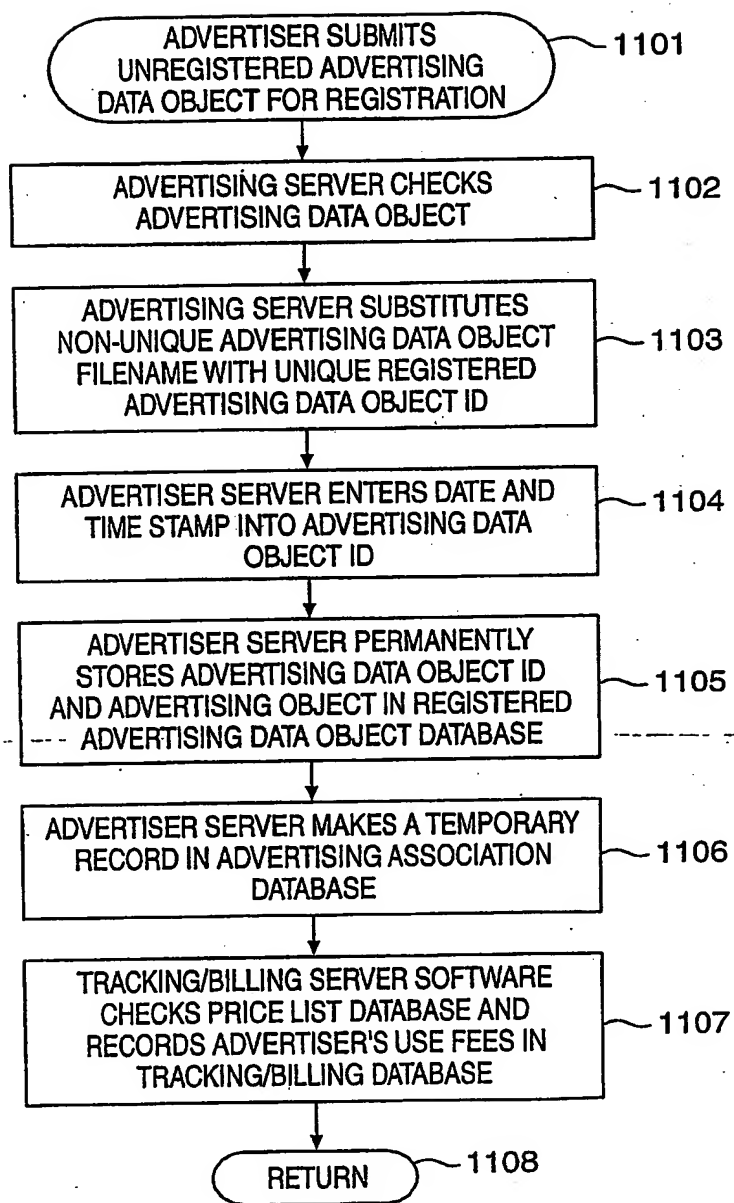 ADVERTISER SUBMITS
UNREGISTERED ADVERTISING
DATA OBJECT FOR REGISTRATION
1101
ADVERTISING SERVER CHECKS
ADVERTISING DATA OBJECT
1102
ADVERTISING SERVER SUBSTITUTES
NON-UNIQUE ADVERTISING DATA OBJECT
FILENAME WITH UNIQUE REGISTERED
ADVERTISING DATA OBJECT ID
1103
ADVERTISER SERVER ENTERS DATE AND
TIME STAMP INTO ADVERTISING DATA
OBJECT ID
1104
ADVERTISER SERVER PERMANENTLY
STORES ADVERTISING DATA OBJECT ID
AND ADVERTISING OBJECT IN REGISTERED
ADVERTISING DATA OBJECT DATABASE
1105
ADVERTISER SERVER MAKES A TEMPORARY
RECORD IN ADVERTISING ASSOCIATION
DATABASE
1106
TRACKING/BILLING SERVER SOFTWARE
CHECKS PRICE LIST DATABASE AND
RECORDS ADVERTISER'S USE FEES IN
TRACKING/BILLING DATABASE
1107
RETURN
1108